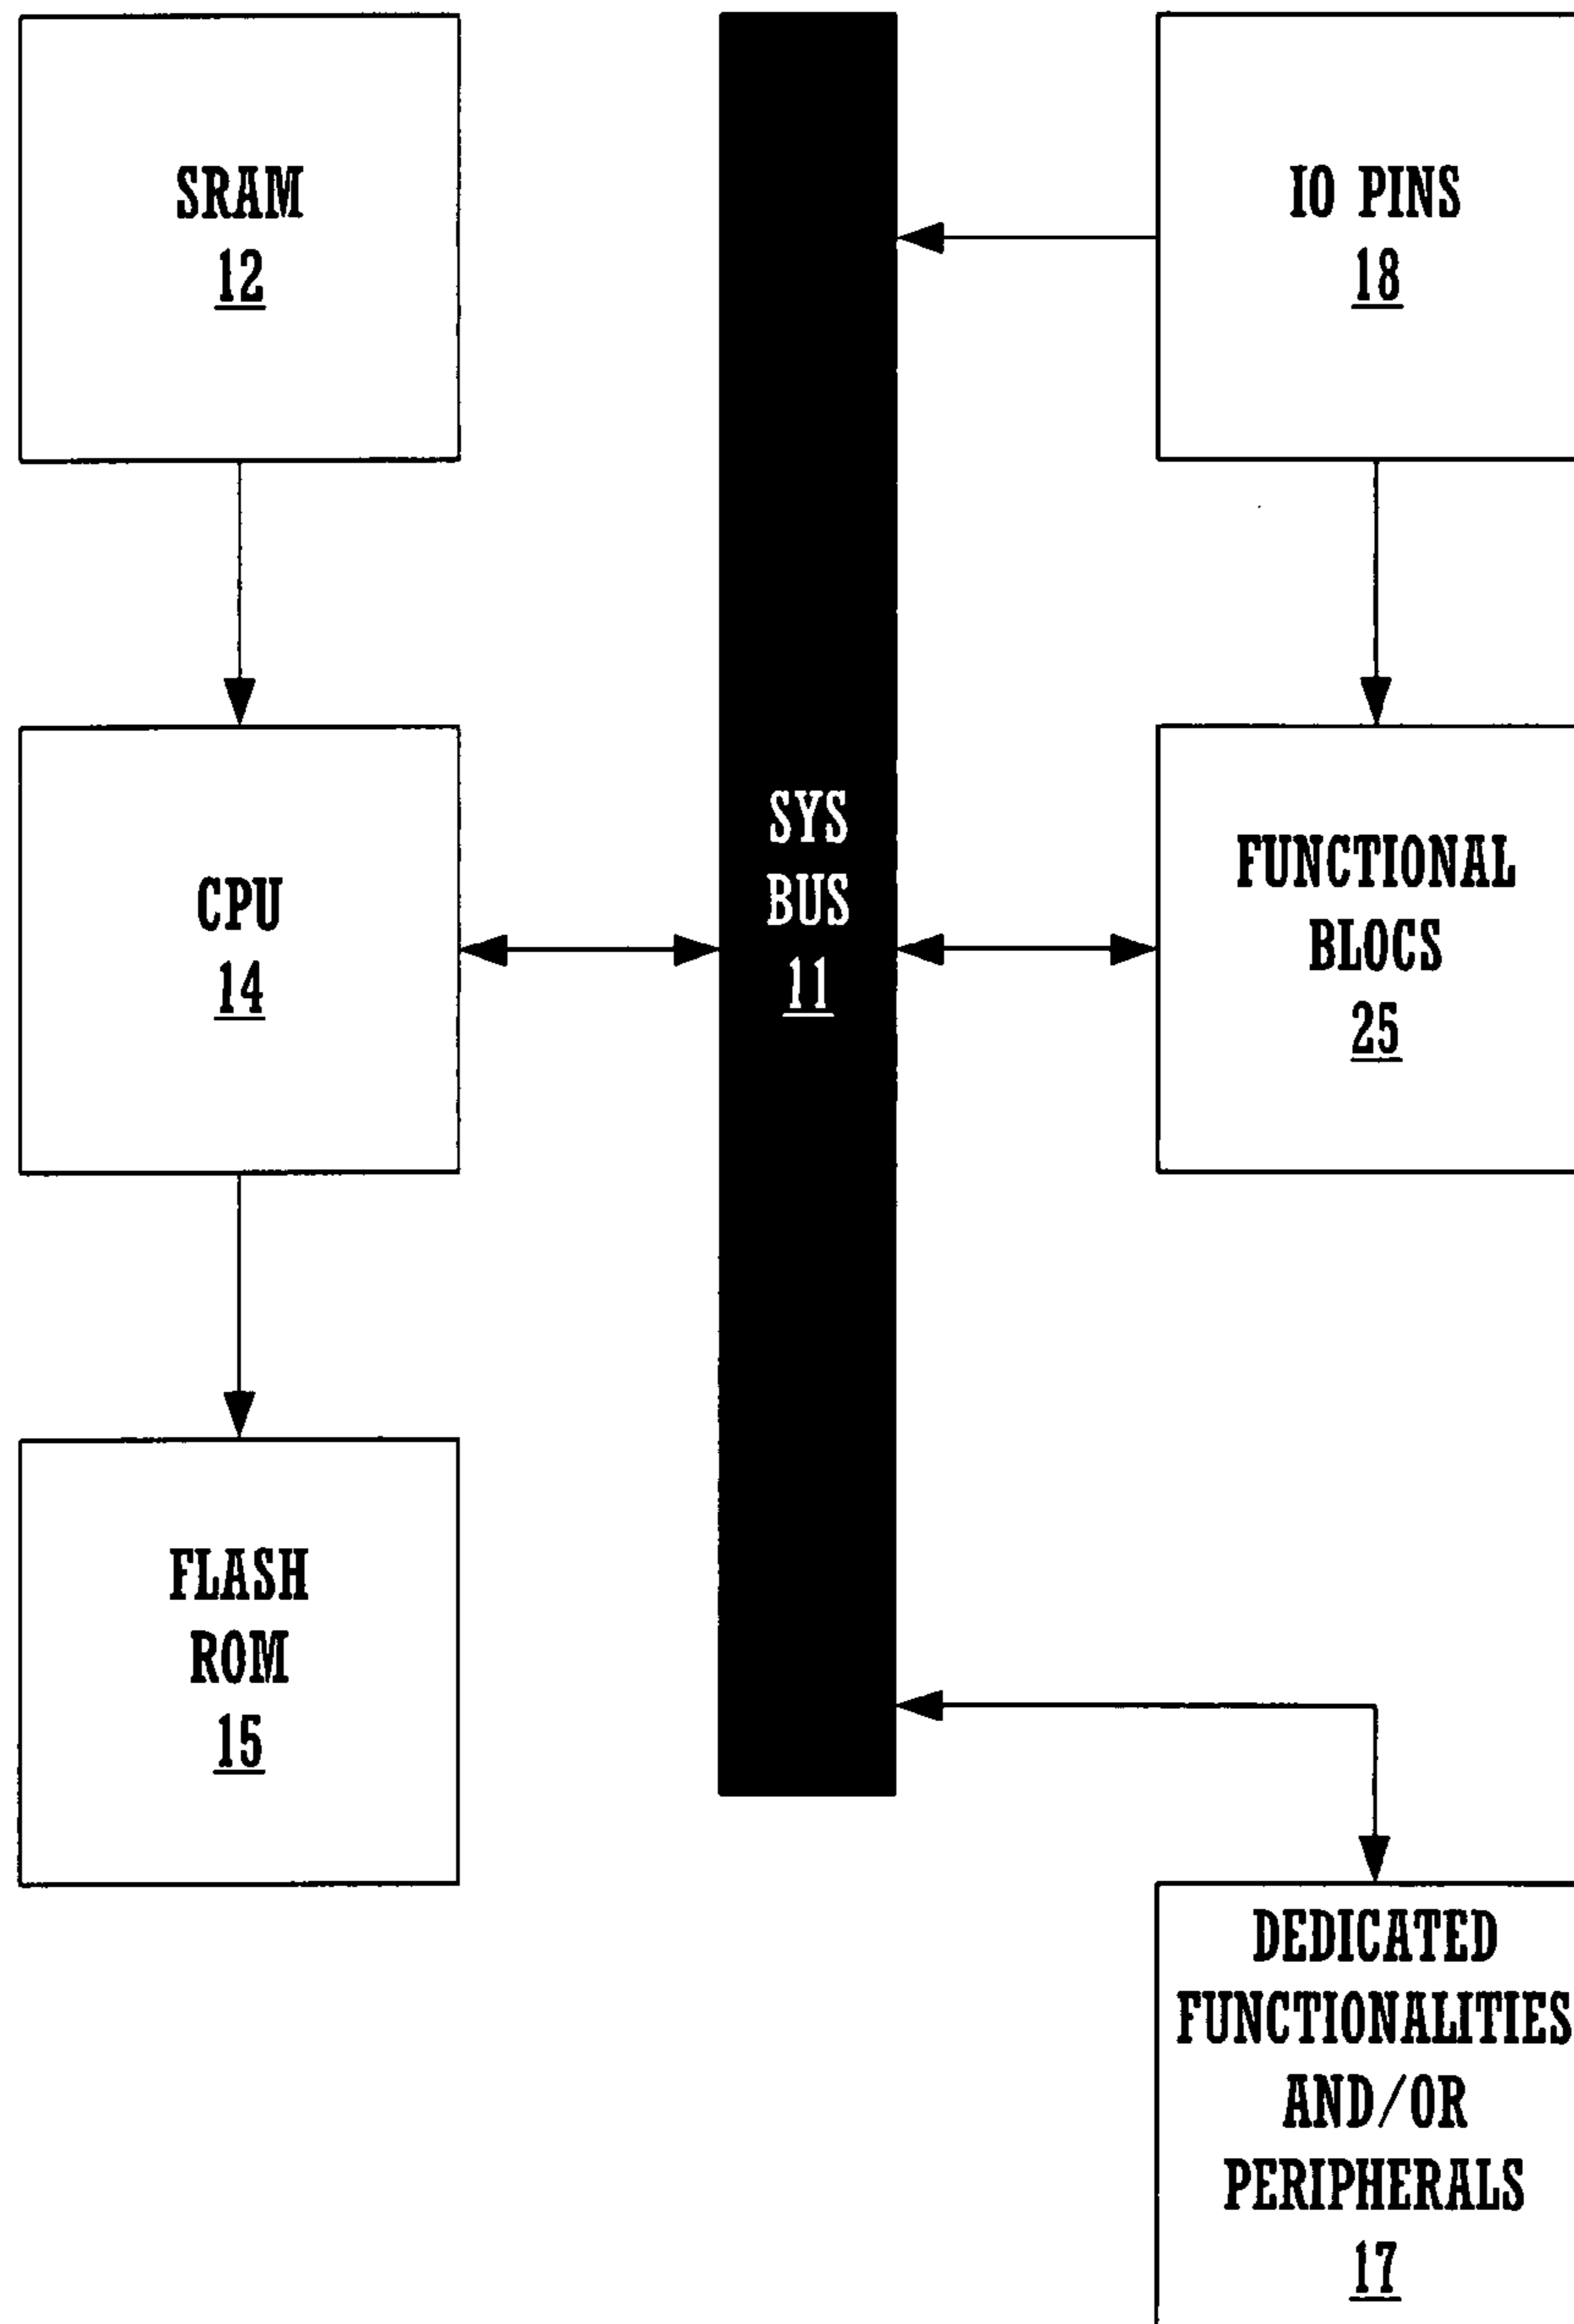 SRAM
12
IO PINS
18
CPU
14
SYS
BUS
11
FUNCTIONAL
BLOCS
25
FLASH
ROM
15
DEDICATED
FUNCTIONALITIES
AND/OR
PERIPHERALS
17